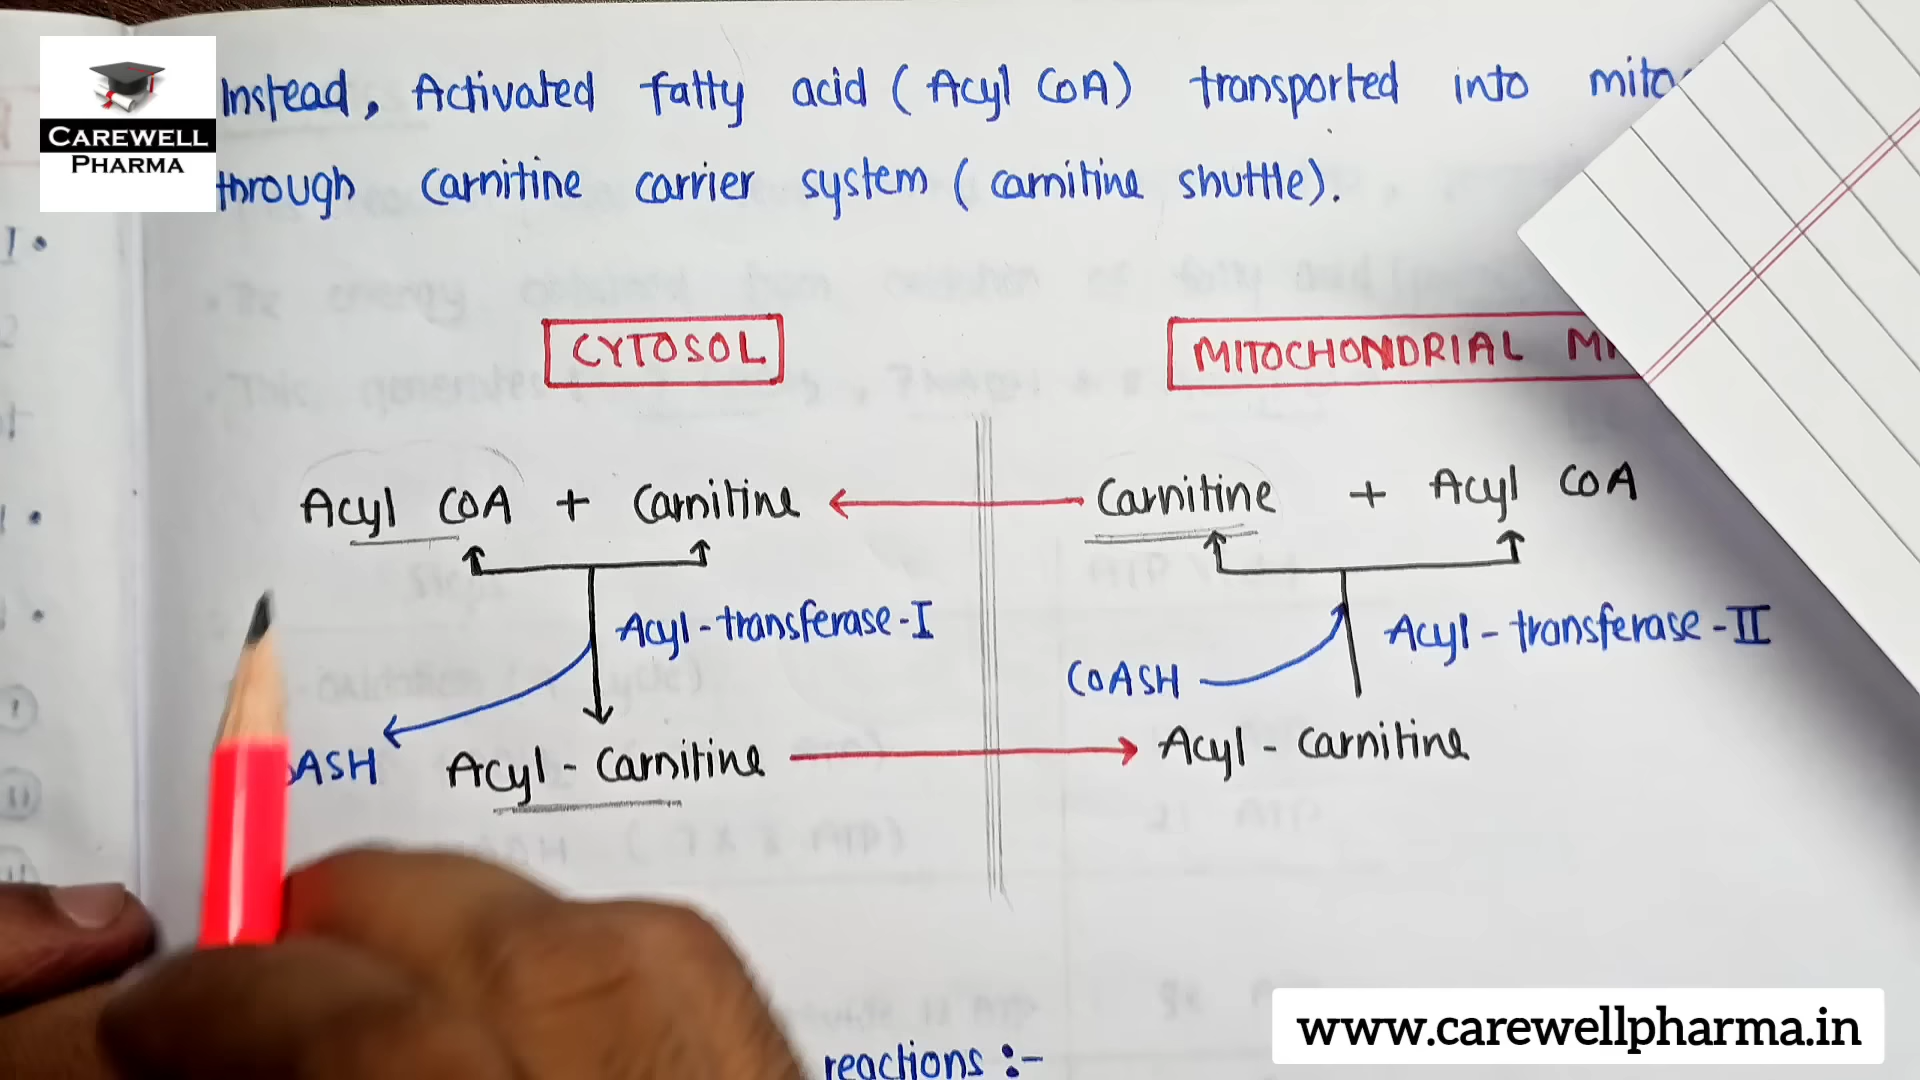 CAREWELL
PHARMA
Instead, Activated fatty acid (Acyl CoA) transported into
through carnitine carrier system (carnitine shuttle).
CYTOSOL
MITOCHONDRIAL
Acyl CoA + Carnitine
Carnitine + Acyl CoA
Acyl-transferase-I
Acyl-transferase-II
CoASH
ASH
Acyl-Carnitine
Acyl-Carnitine
reactions :-
www.carewellpharma.in